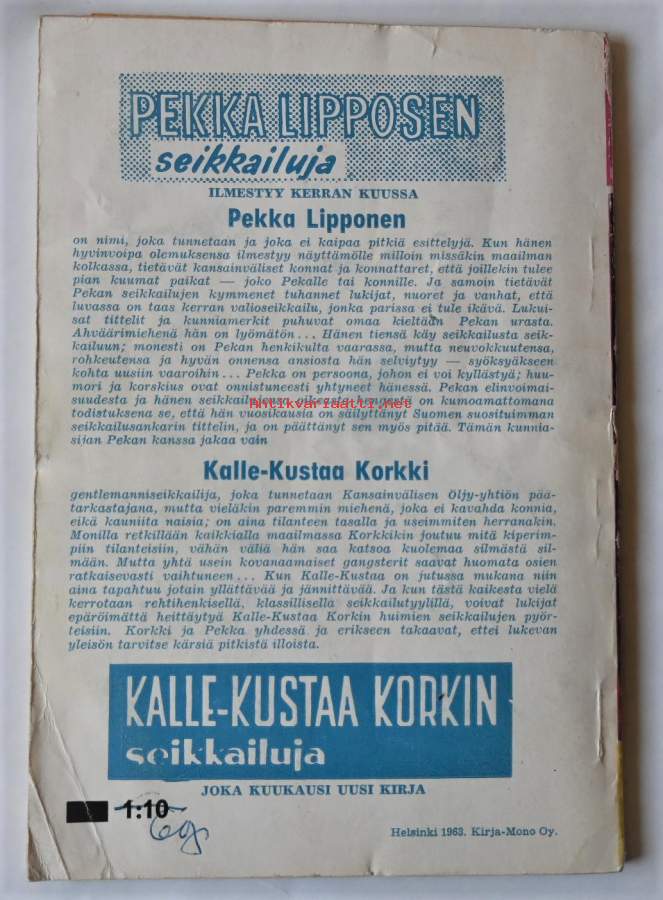 PEKKA LIPPOSEN
seikkailuja
ILMESTYY KERRAN KUUSSA
Pekka Lipponen
on nimi, joka tunnetaan ja joka ei kaipaa pitkiä esittelyjä. Kun hänen
hyvinvoipa olemuksensa ilmestyy näyttämölle milloin missäkin maailman
kolkassa, tietävät kansainväliset konnat ja konnattaret, että joillekin tulee
pian kuumat paikat — joko Pekalle tai konnille. Ja samoin tietävät
Pekan seikkailujen kymmenet tuhannet lukijat, nuoret ja vanhat, että
luvassa on taas kerran valioseikkailu, jonka parissa ei tule ikävä. Lukui-
sat tittelit ja kunniamerkit puhuvat omaa kieltään Pekan urasta.
Ahväärimiehenä hän on lyömätön... Hänen tiensä käy seikkailusta seik-
kailuun; monesti on Pekan henkikulta vaarassa, mutta neuvokkuutensa,
rohkeutensa ja hyvän onnensa ansiosta hän selviytyy — syöksyäkseen
kohta uusiin vaaroihin... Pekka on persoona, johon ei voi kyllästyä; huu-
mori ja korskius ovat onnistuneesti yhtyneet hänessä. Pekan elinvoimai-
suudesta ja hänen seikkailujensa oikeasta hengestä on kumoamattomana
Antikvariaatti.net
todistuksena se, että hän vuosikausia on säilyttänyt Suomen suosituimman
seikkailusankarin tittelin, ja on päättänyt sen myös pitää. Tämän kunnia-
sijan Pekan kanssa jakaa vain
Kalle-Kustaa Korkki
gentlemanniseikkailija, joka tunnetaan Kansainvälisen Öljy-yhtiön pää-
tarkastajana, mutta vieläkin paremmin miehenä, joka ei kavahda konnia,
eikä kauniita naisia; on aina tilanteen tasalla ja useimmiten herranakin.
Monilla retkillään kaikkialla maailmassa Korkkikin joutuu mitä kiperim-
piin tilanteisiin, vähän väliä hän saa katsoa kuolemaa silmästä sil-
mään. Mutta yhtä usein kovanaamaiset gangsterit saavat huomata osien
ratkaisevasti vaihtuneen... Kun Kalle-Kustaa on jutussa mukana niin
aina tapahtuu jotain yllättävää ja jännittävää. Ja kun tästä kaikesta vielä
kerrotaan rehtihenkisellä, klassillisella seikkailutyylillä, voivat lukijat
epäröimättä heittäytyä Kalle-Kustaa Korkin huimien seikkailujen pyör-
teisiin. Korkki ja Pekka yhdessä ja erikseen takaavat, ettei lukevan
yleisön tarvitse kärsiä pitkistä illoista.
KALLE-KUSTAA KORKIN
seikkailuja
JOKA KUUKAUSI UUSI KIRJA
1:10
Helsinki 1963. Kirja-Mono Oy.